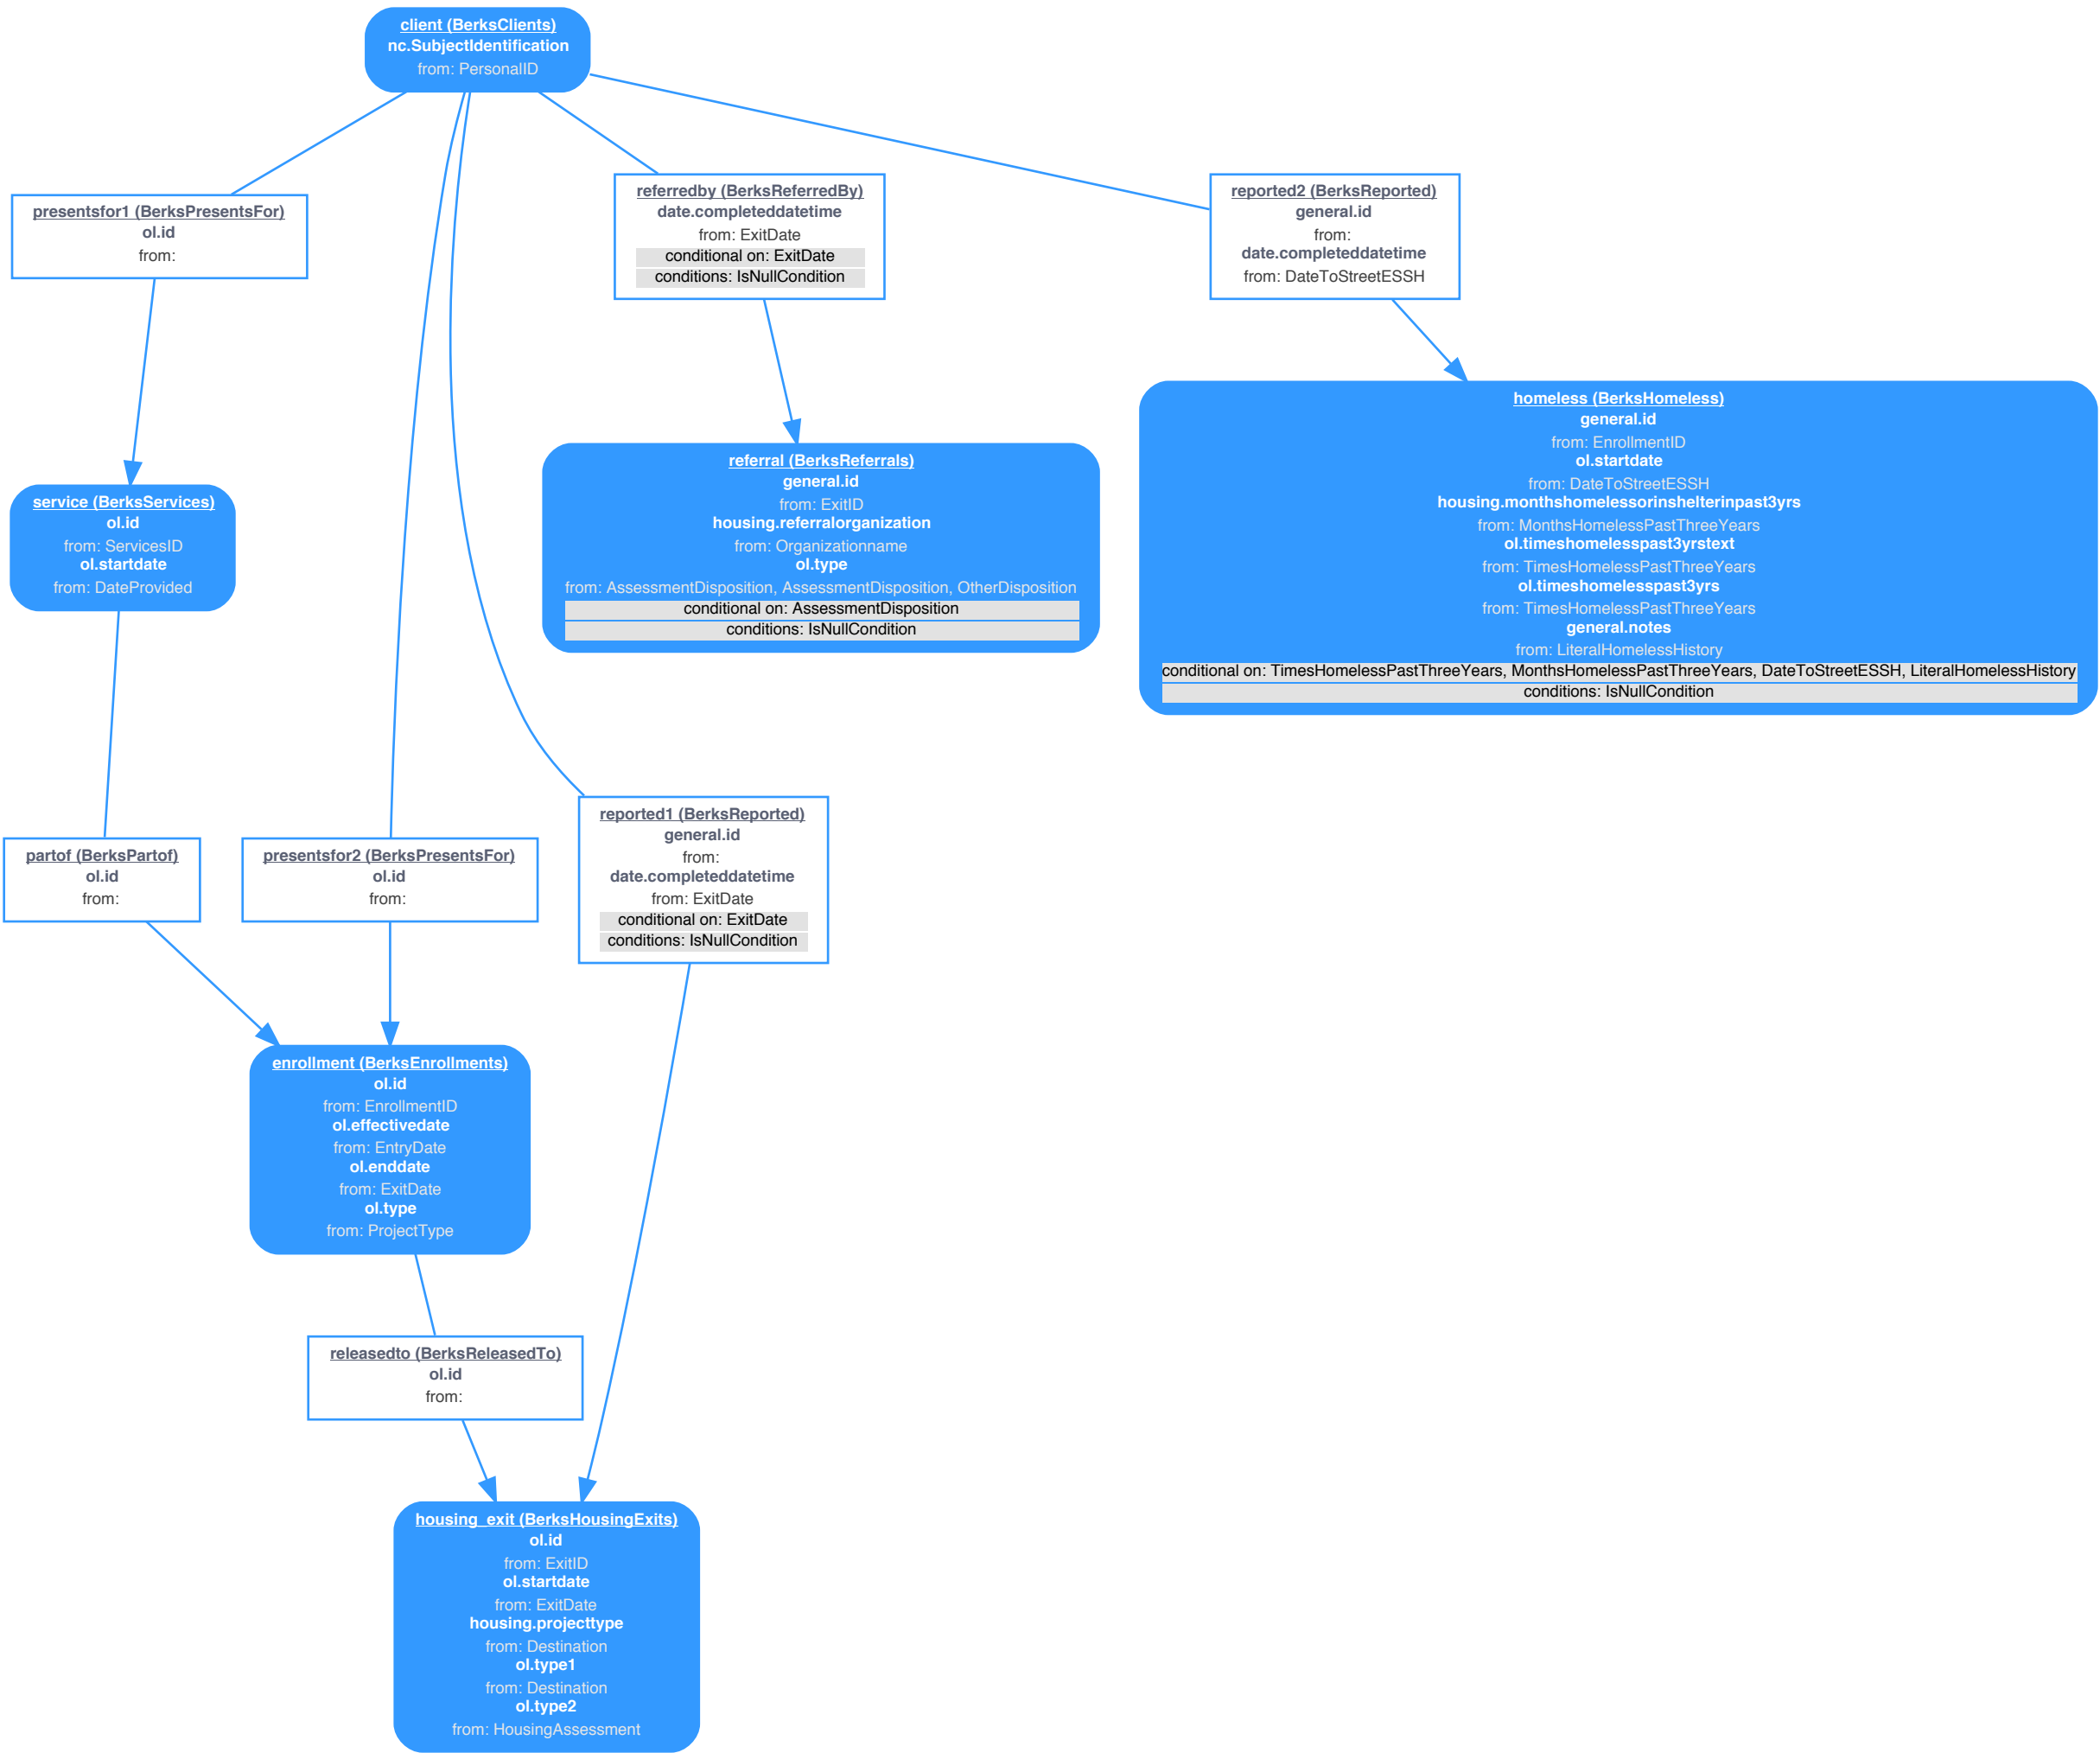 client (BerksClients)
nc.SubjectIdentification
from: PersonalID
presentsfor1 (BerksPresentsFor)
ol.id
from:
referredby (BerksReferredBy)
date.completeddatetime
from: ExitDate
conditional on: ExitDate
conditions: IsNullCondition
reported2 (BerksReported)
general.id
from:
date.completeddatetime
from: DateToStreetESSH
service (BerksServices)
ol.id
from: ServicesID
ol.startdate
from: DateProvided
referral (BerksReferrals)
general.id
from: ExitID
housing.referralorganization
from: Organizationname
ol.type
from: AssessmentDisposition, AssessmentDisposition, OtherDisposition
conditional on: AssessmentDisposition
conditions: IsNullCondition
homeless (BerksHomeless)
general.id
from: EnrollmentID
ol.startdate
from: DateToStreetESSH
housing.monthshomelessorinshelterinpast3yrs
from: MonthsHomelessPastThreeYears
ol.timeshomelesspast3yrstext
from: TimesHomelessPastThreeYears
ol.timeshomelesspast3yrs
from: TimesHomelessPastThreeYears
general.notes
from: LiteralHomelessHistory
conditional on: TimesHomelessPastThreeYears, MonthsHomelessPastThreeYears, DateToStreetESSH, LiteralHomelessHistory
conditions: IsNullCondition
partof (BerksPartof)
ol.id
from:
presentsfor2 (BerksPresentsFor)
ol.id
from:
reported1 (BerksReported)
general.id
from:
date.completeddatetime
from: ExitDate
conditional on: ExitDate
conditions: IsNullCondition
enrollment (BerksEnrollments)
ol.id
from: EnrollmentID
ol.effectivedate
from: EntryDate
ol.enddate
from: ExitDate
ol.type
from: ProjectType
releasedto (BerksReleasedTo)
ol.id
from:
housing_exit (BerksHousingExits)
ol.id
from: ExitID
ol.startdate
from: ExitDate
housing.projecttype
from: Destination
ol.type1
from: Destination
ol.type2
from: HousingAssessment